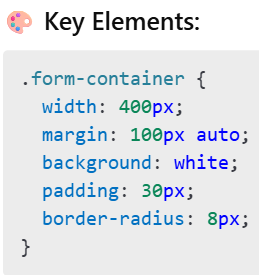 🎨 Key Elements:
.form-container {
  width: 400px;
  margin: 100px auto;
  background: white;
  padding: 30px;
  border-radius: 8px;
}